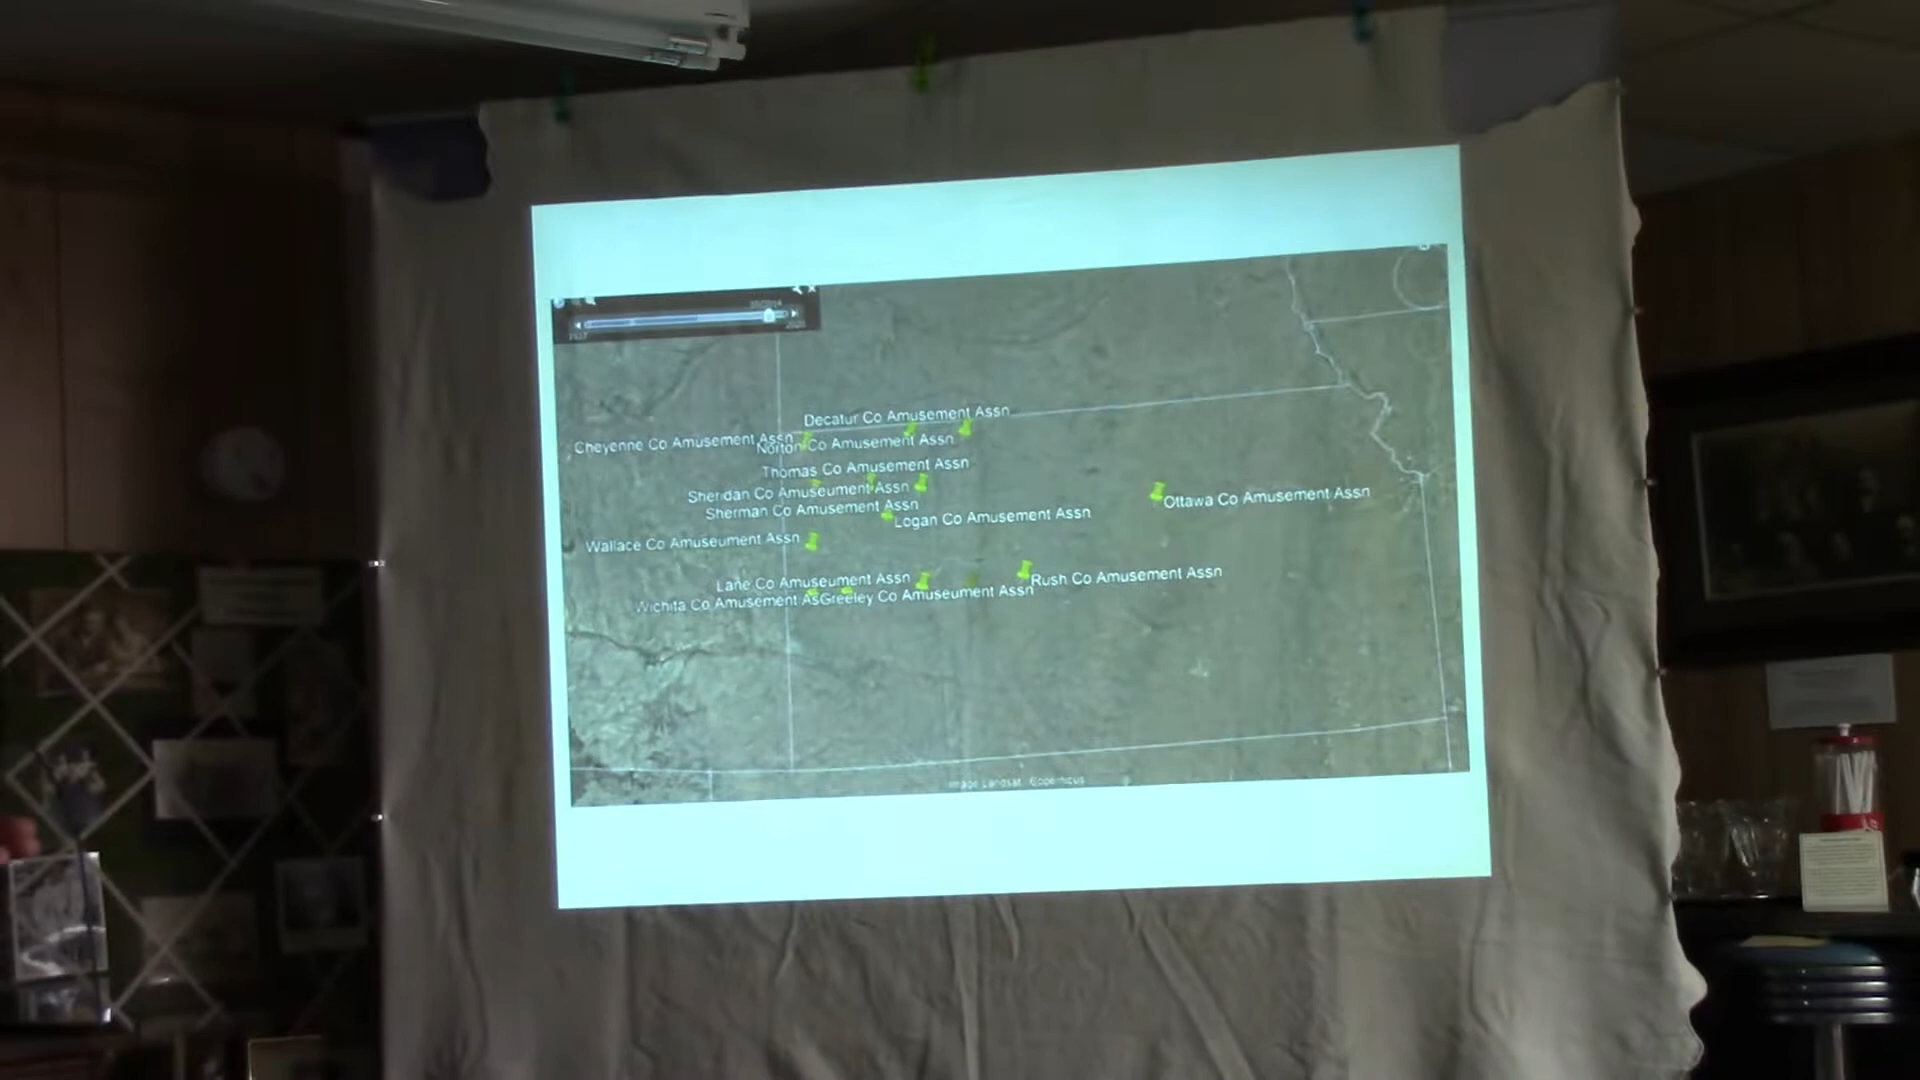 Decatur Co Amusement Assn
Cheyenne Co Amusement Assn
Norton Co Amusement Assn
Thomas Co Amusement Assn
Sheridan Co Amuseument Assn
Sherman Co Amusement Assn
Logan Co Amusement Assn
Ottawa Co Amusement Assn
Wallace Co Amuseument Assn
Lane Co Amuseument Assn
Rush Co Amusement Assn
Wichita Co Amusement As
Greeley Co Amuseument Assn
Image Landsat / Copernicus